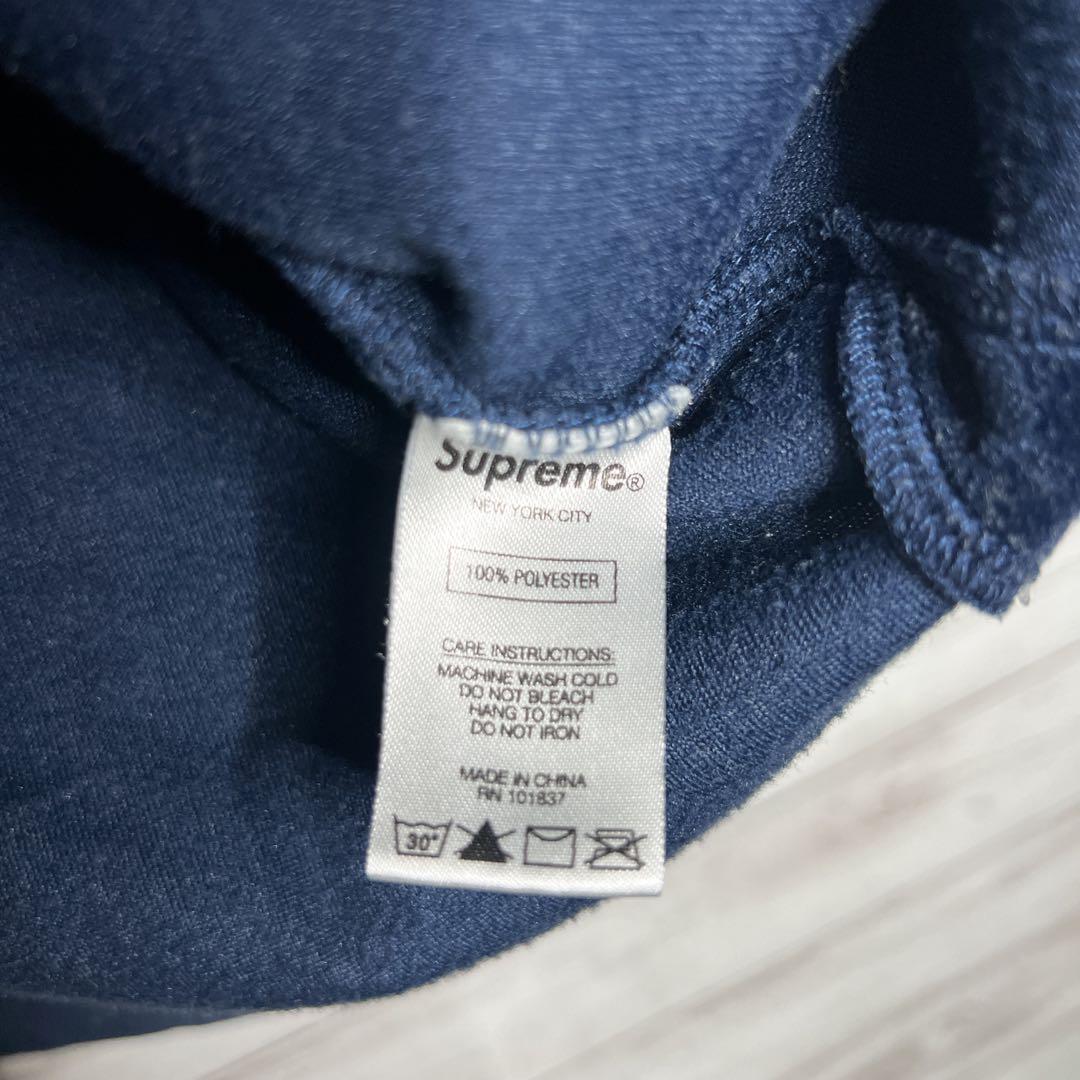 Supreme®
NEW YORK CITY
100% POLYESTER
CARE INSTRUCTIONS:
MACHINE WASH COLD
DO NOT BLEACH
HANG TO DRY
DO NOT IRON
MADE IN CHINA
RN 101837
30°